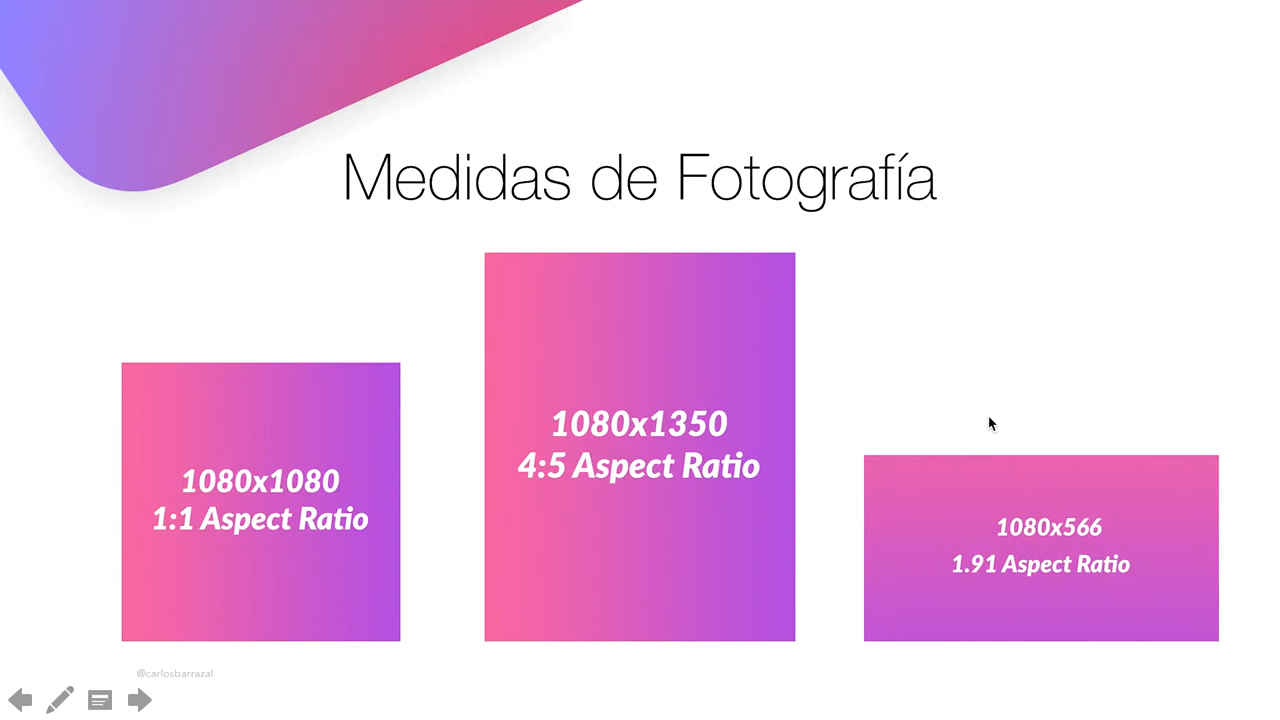 Medidas de Fotografía
1080x1080
1:1 Aspect Ratio
1080x1350
4:5 Aspect Ratio
1080x566
1.91 Aspect Ratio
@carlosbarrazal